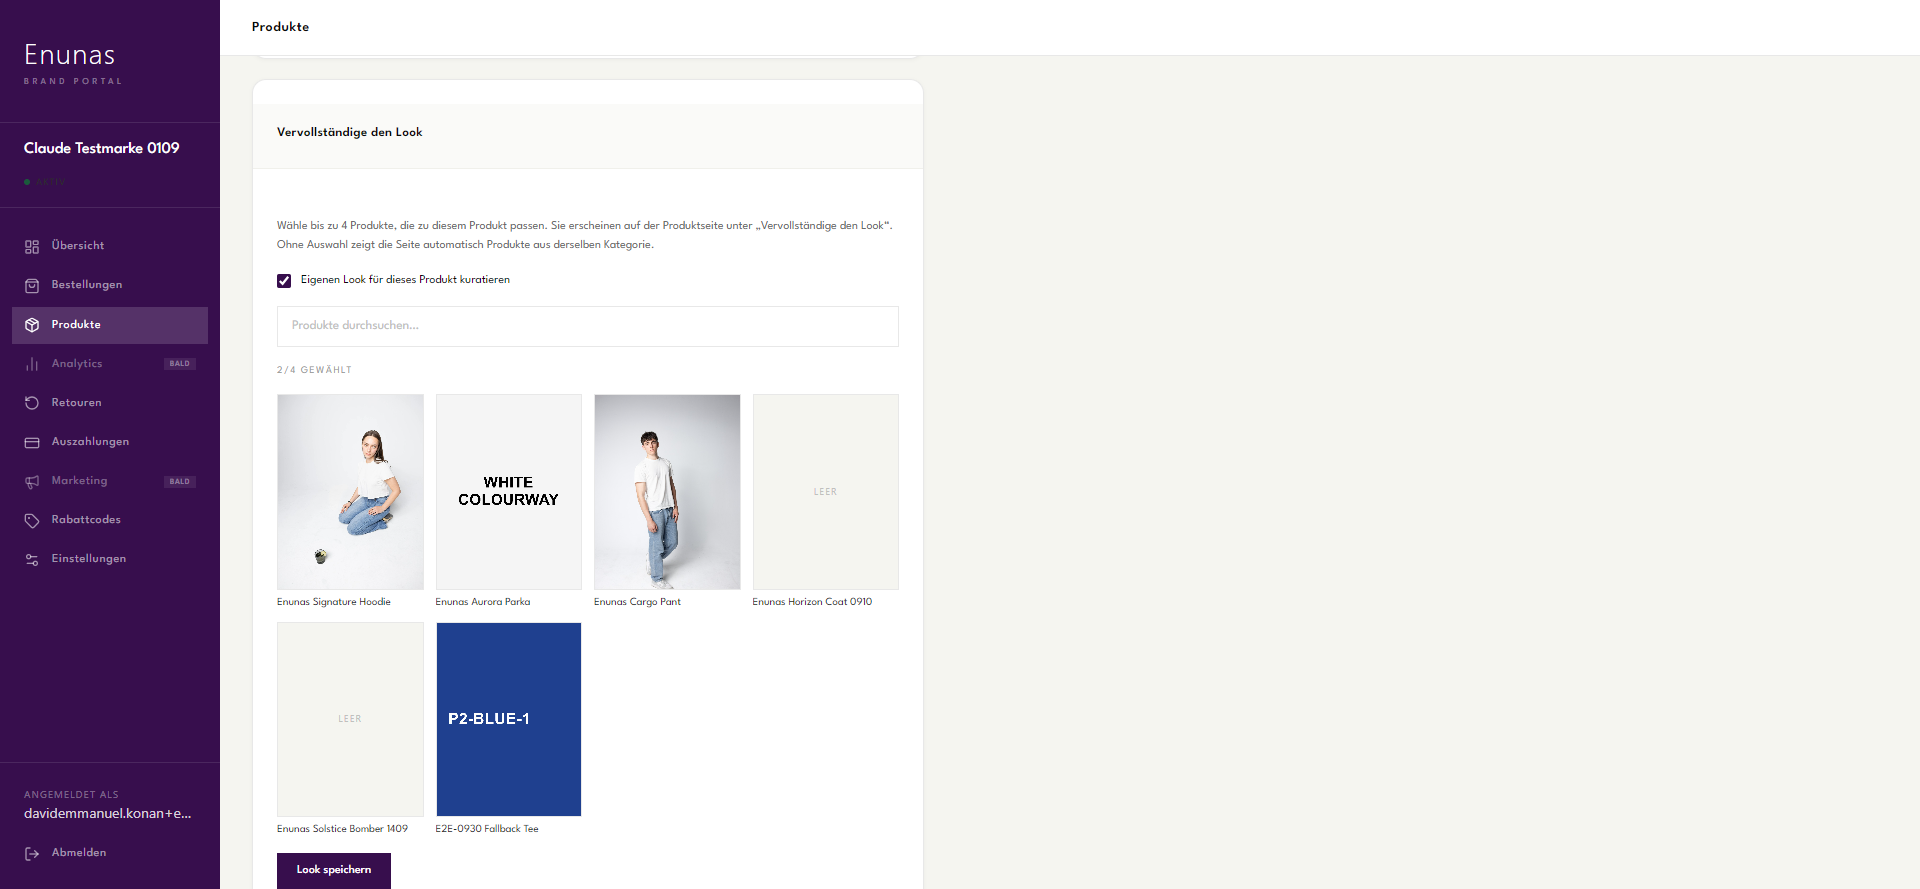 Enunas
BRAND PORTAL
Claude Testmarke 0109
AKTIV
Übersicht
Bestellungen
Produkte
Analytics BALD
Retouren
Auszahlungen
Marketing BALD
Rabattcodes
Einstellungen
ANGEMELDET ALS
davidemmanuel.konan+e...
Abmelden
Produkte
Vervollständige den Look
Wähle bis zu 4 Produkte, die zu diesem Produkt passen. Sie erscheinen auf der Produktseite unter „Vervollständige den Look“.
Ohne Auswahl zeigt die Seite automatisch Produkte aus derselben Kategorie.
Eigenen Look für dieses Produkt kuratieren
Produkte durchsuchen...
2/4 GEWÄHLT
WHITE
COLOURWAY
LEER
Enunas Signature Hoodie
Enunas Aurora Parka
Enunas Cargo Pant
Enunas Horizon Coat 0910
LEER
P2-BLUE-1
Enunas Solstice Bomber 1409
E2E-0930 Fallback Tee
Look speichern